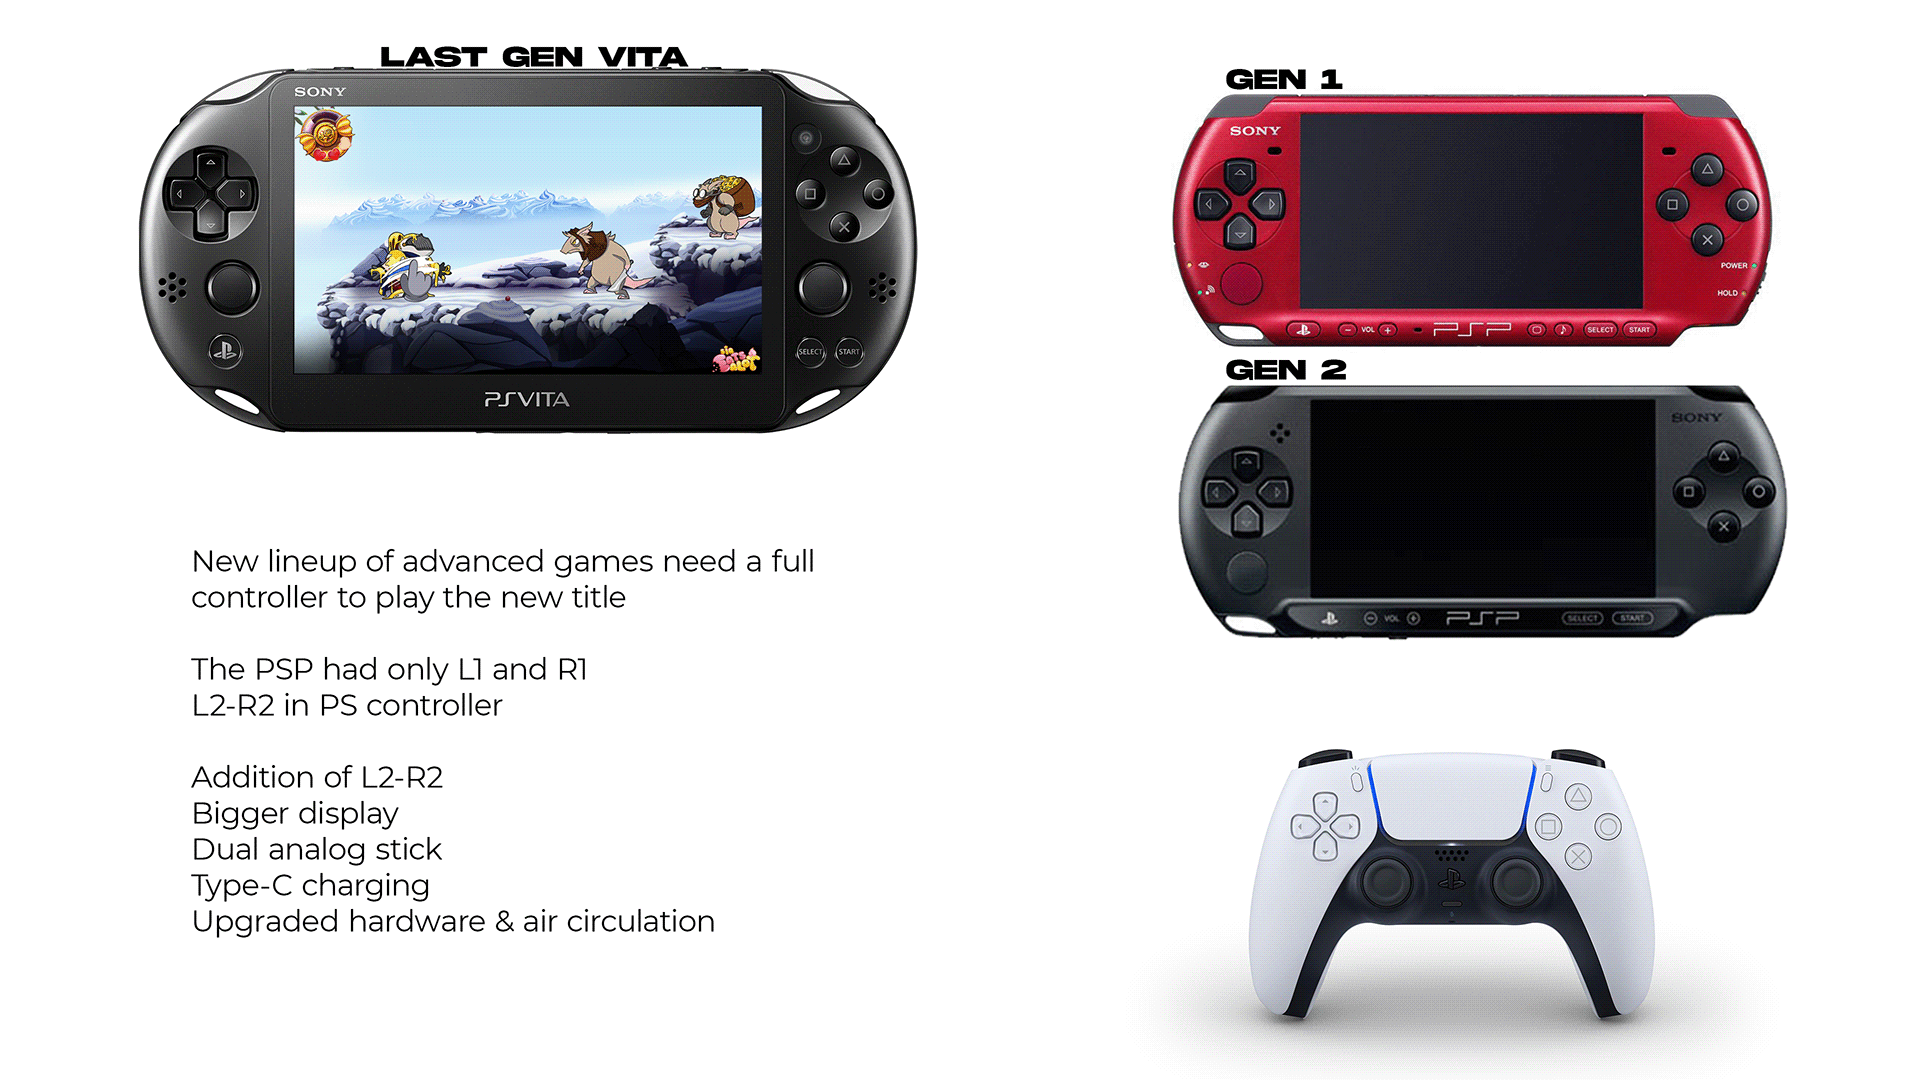 LAST GEN VITA
SONY
SELECT
START
PSVITA
New lineup of advanced games need a full
controller to play the new title
The PSP had only L1 and R1
L2-R2 in PS controller
Addition of L2-R2
Bigger display
Dual analog stick
Type-C charging
Upgraded hardware & air circulation
GEN 1
SONY
POWER
HOLD
VOL
PSP
SELECT
START
GEN 2
SONY
VOL
PSP
SELECT
START